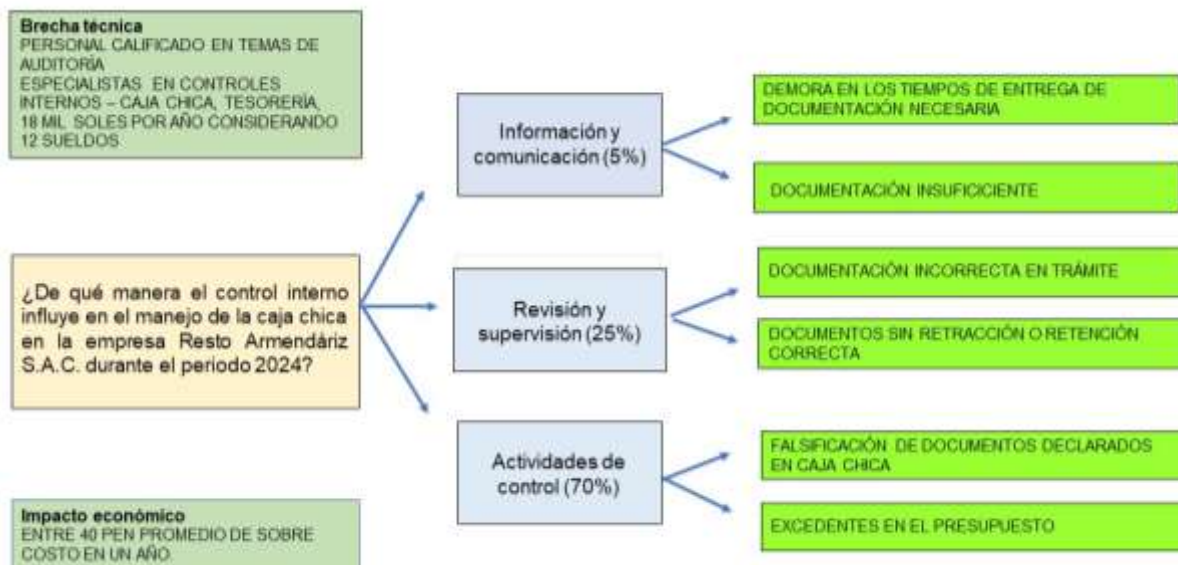 Brecha técnica
PERSONAL CALIFICADO EN TEMAS DE
AUDITORÍA
ESPECIALISTAS EN CONTROLES
INTERNOS – CAJA CHICA, TESORERÍA,
18 MIL SOLES POR AÑO CONSIDERANDO
12 SUELDOS
¿De qué manera el control interno
influye en el manejo de la caja chica
en la empresa Resto Armendáriz
S.A.C. durante el periodo 2024?
Impacto económico
ENTRE 40 PEN PROMEDIO DE SOBRE
COSTO EN UN AÑO.
Información y
comunicación (5%)
Revisión y
supervisión (25%)
Actividades de
control (70%)
DEMORA EN LOS TIEMPOS DE ENTREGA DE
DOCUMENTACIÓN NECESARIA
DOCUMENTACIÓN INSUFICICIENTE
DOCUMENTACIÓN INCORRECTA EN TRÁMITE
DOCUMENTOS SIN RETRACCIÓN O RETENCIÓN
CORRECTA
FALSIFICACIÓN DE DOCUMENTOS DECLARADOS
EN CAJA CHICA
EXCEDENTES EN EL PRESUPUESTO